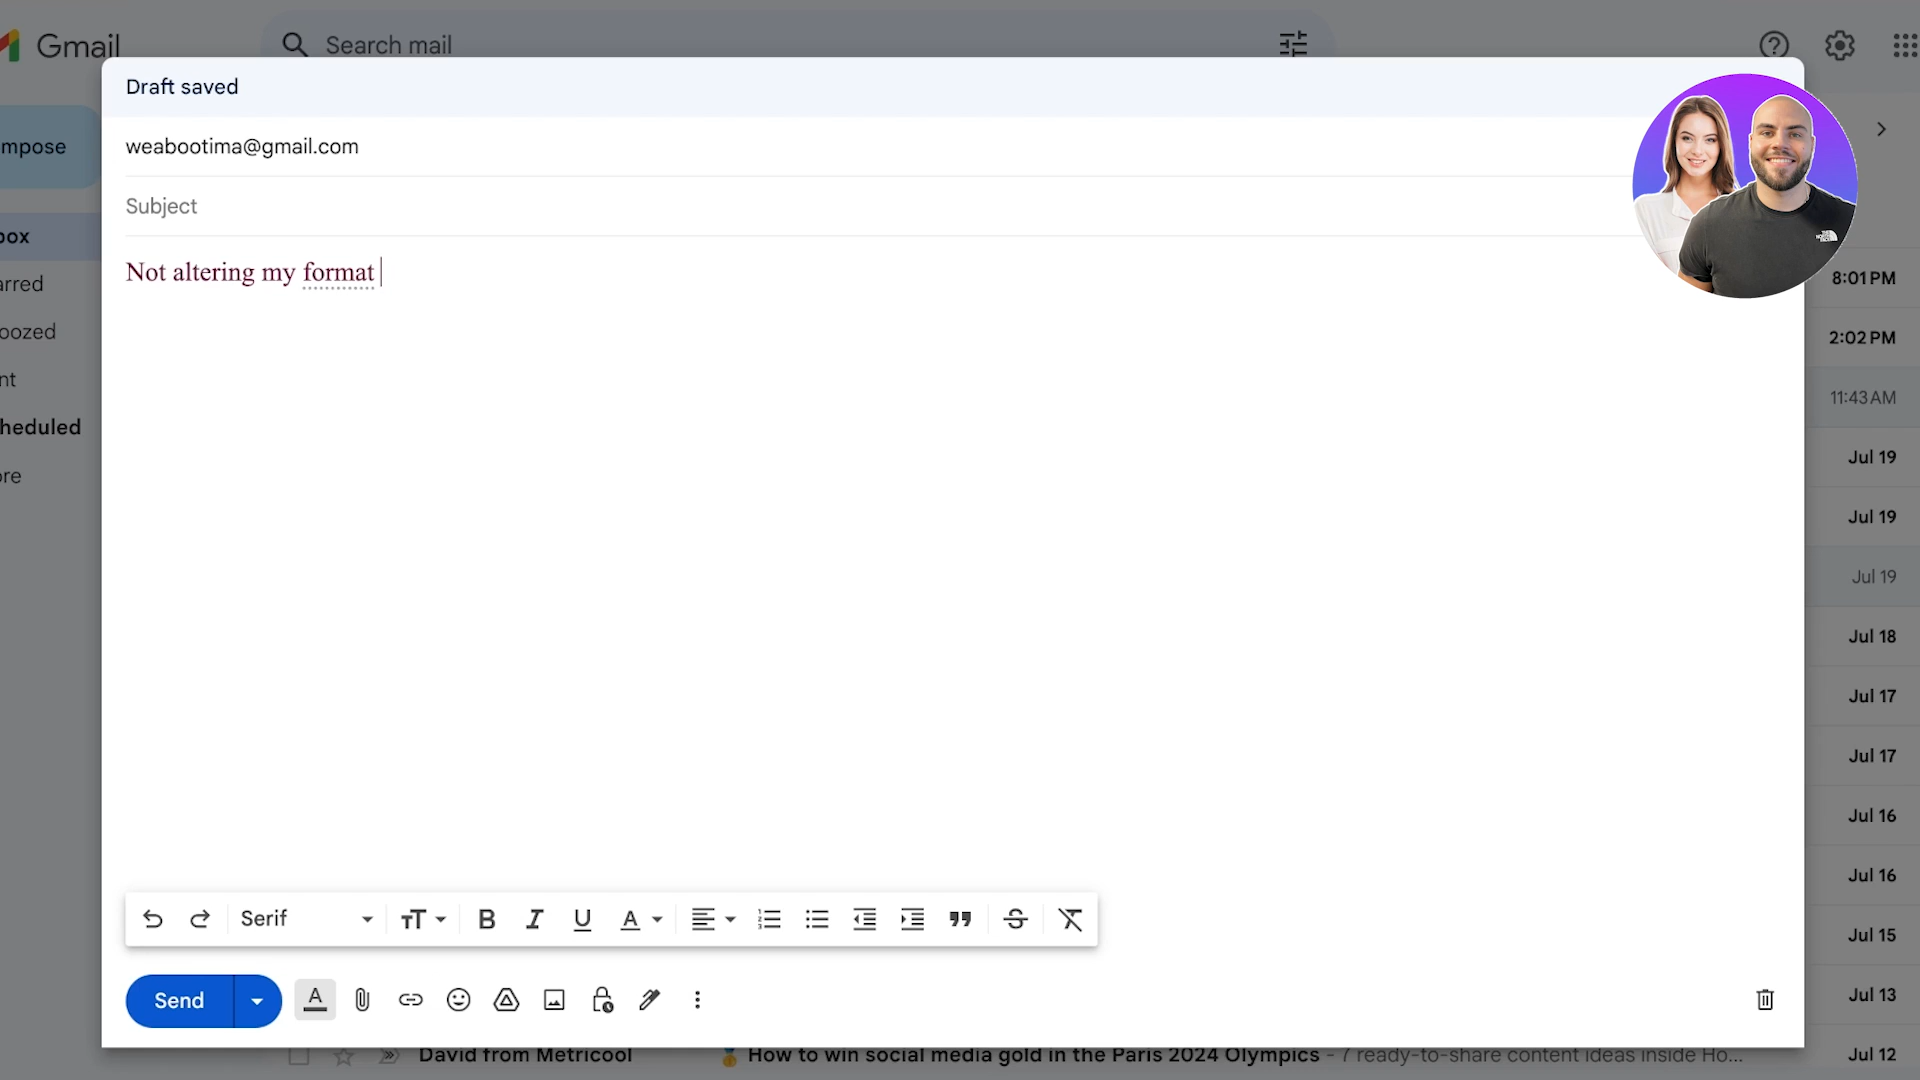 Gmail
Search mail
mpose
Draft saved
weabootima@gmail.com
Subject
Not altering my format
box
arred
oozed
nt
heduled
ore
8:01 PM
2:02 PM
11:43 AM
Jul 19
Jul 19
Jul 19
Jul 18
Jul 17
Jul 17
Jul 16
Jul 16
Jul 15
Jul 13
Jul 12
Serif
Send
David from Metricool
How to win social media gold in the Paris 2024 Olympics - 7 ready-to-share content ideas inside Ho...